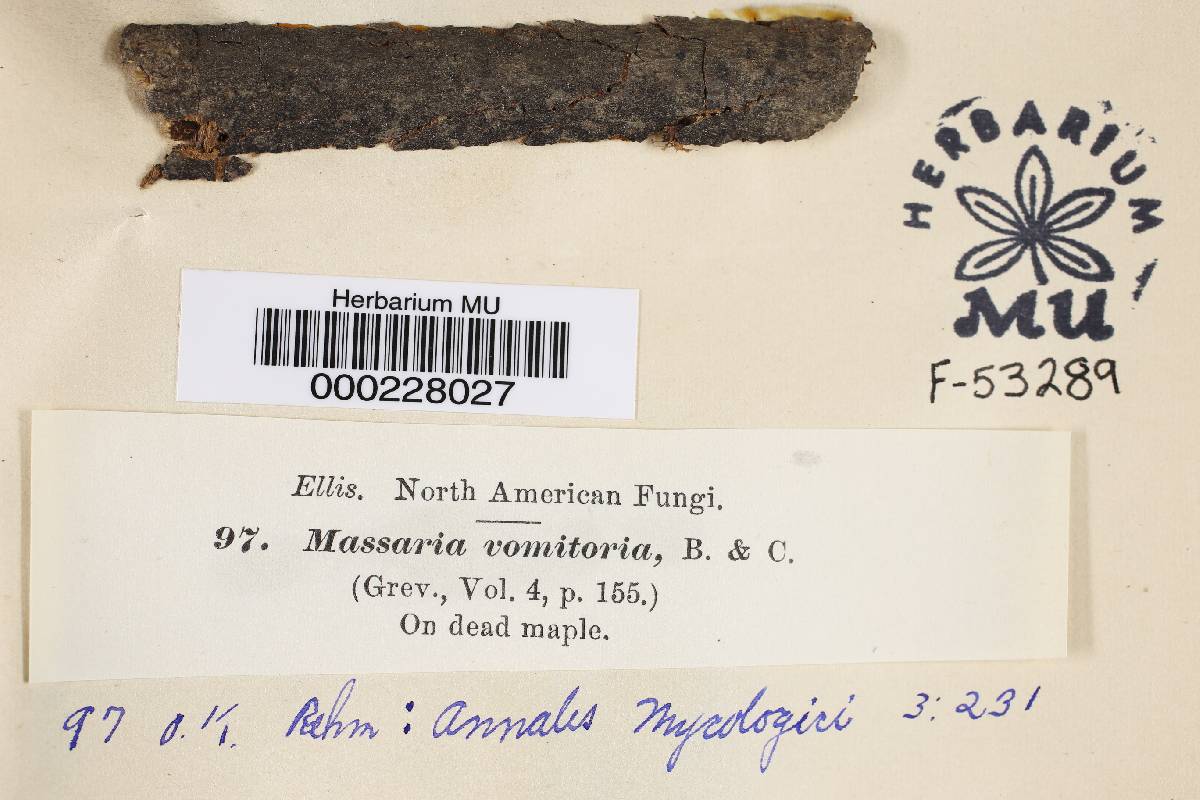 HERBARIUM
MU
F-53289
Herbarium MU
000228027
Ellis. North American Fungi.
97. Massaria vomitoria, B. & C.
(Grev., Vol. 4, p. 155.)
On dead maple.
97 O.K. Rehm: Annales Mycologici 3:231